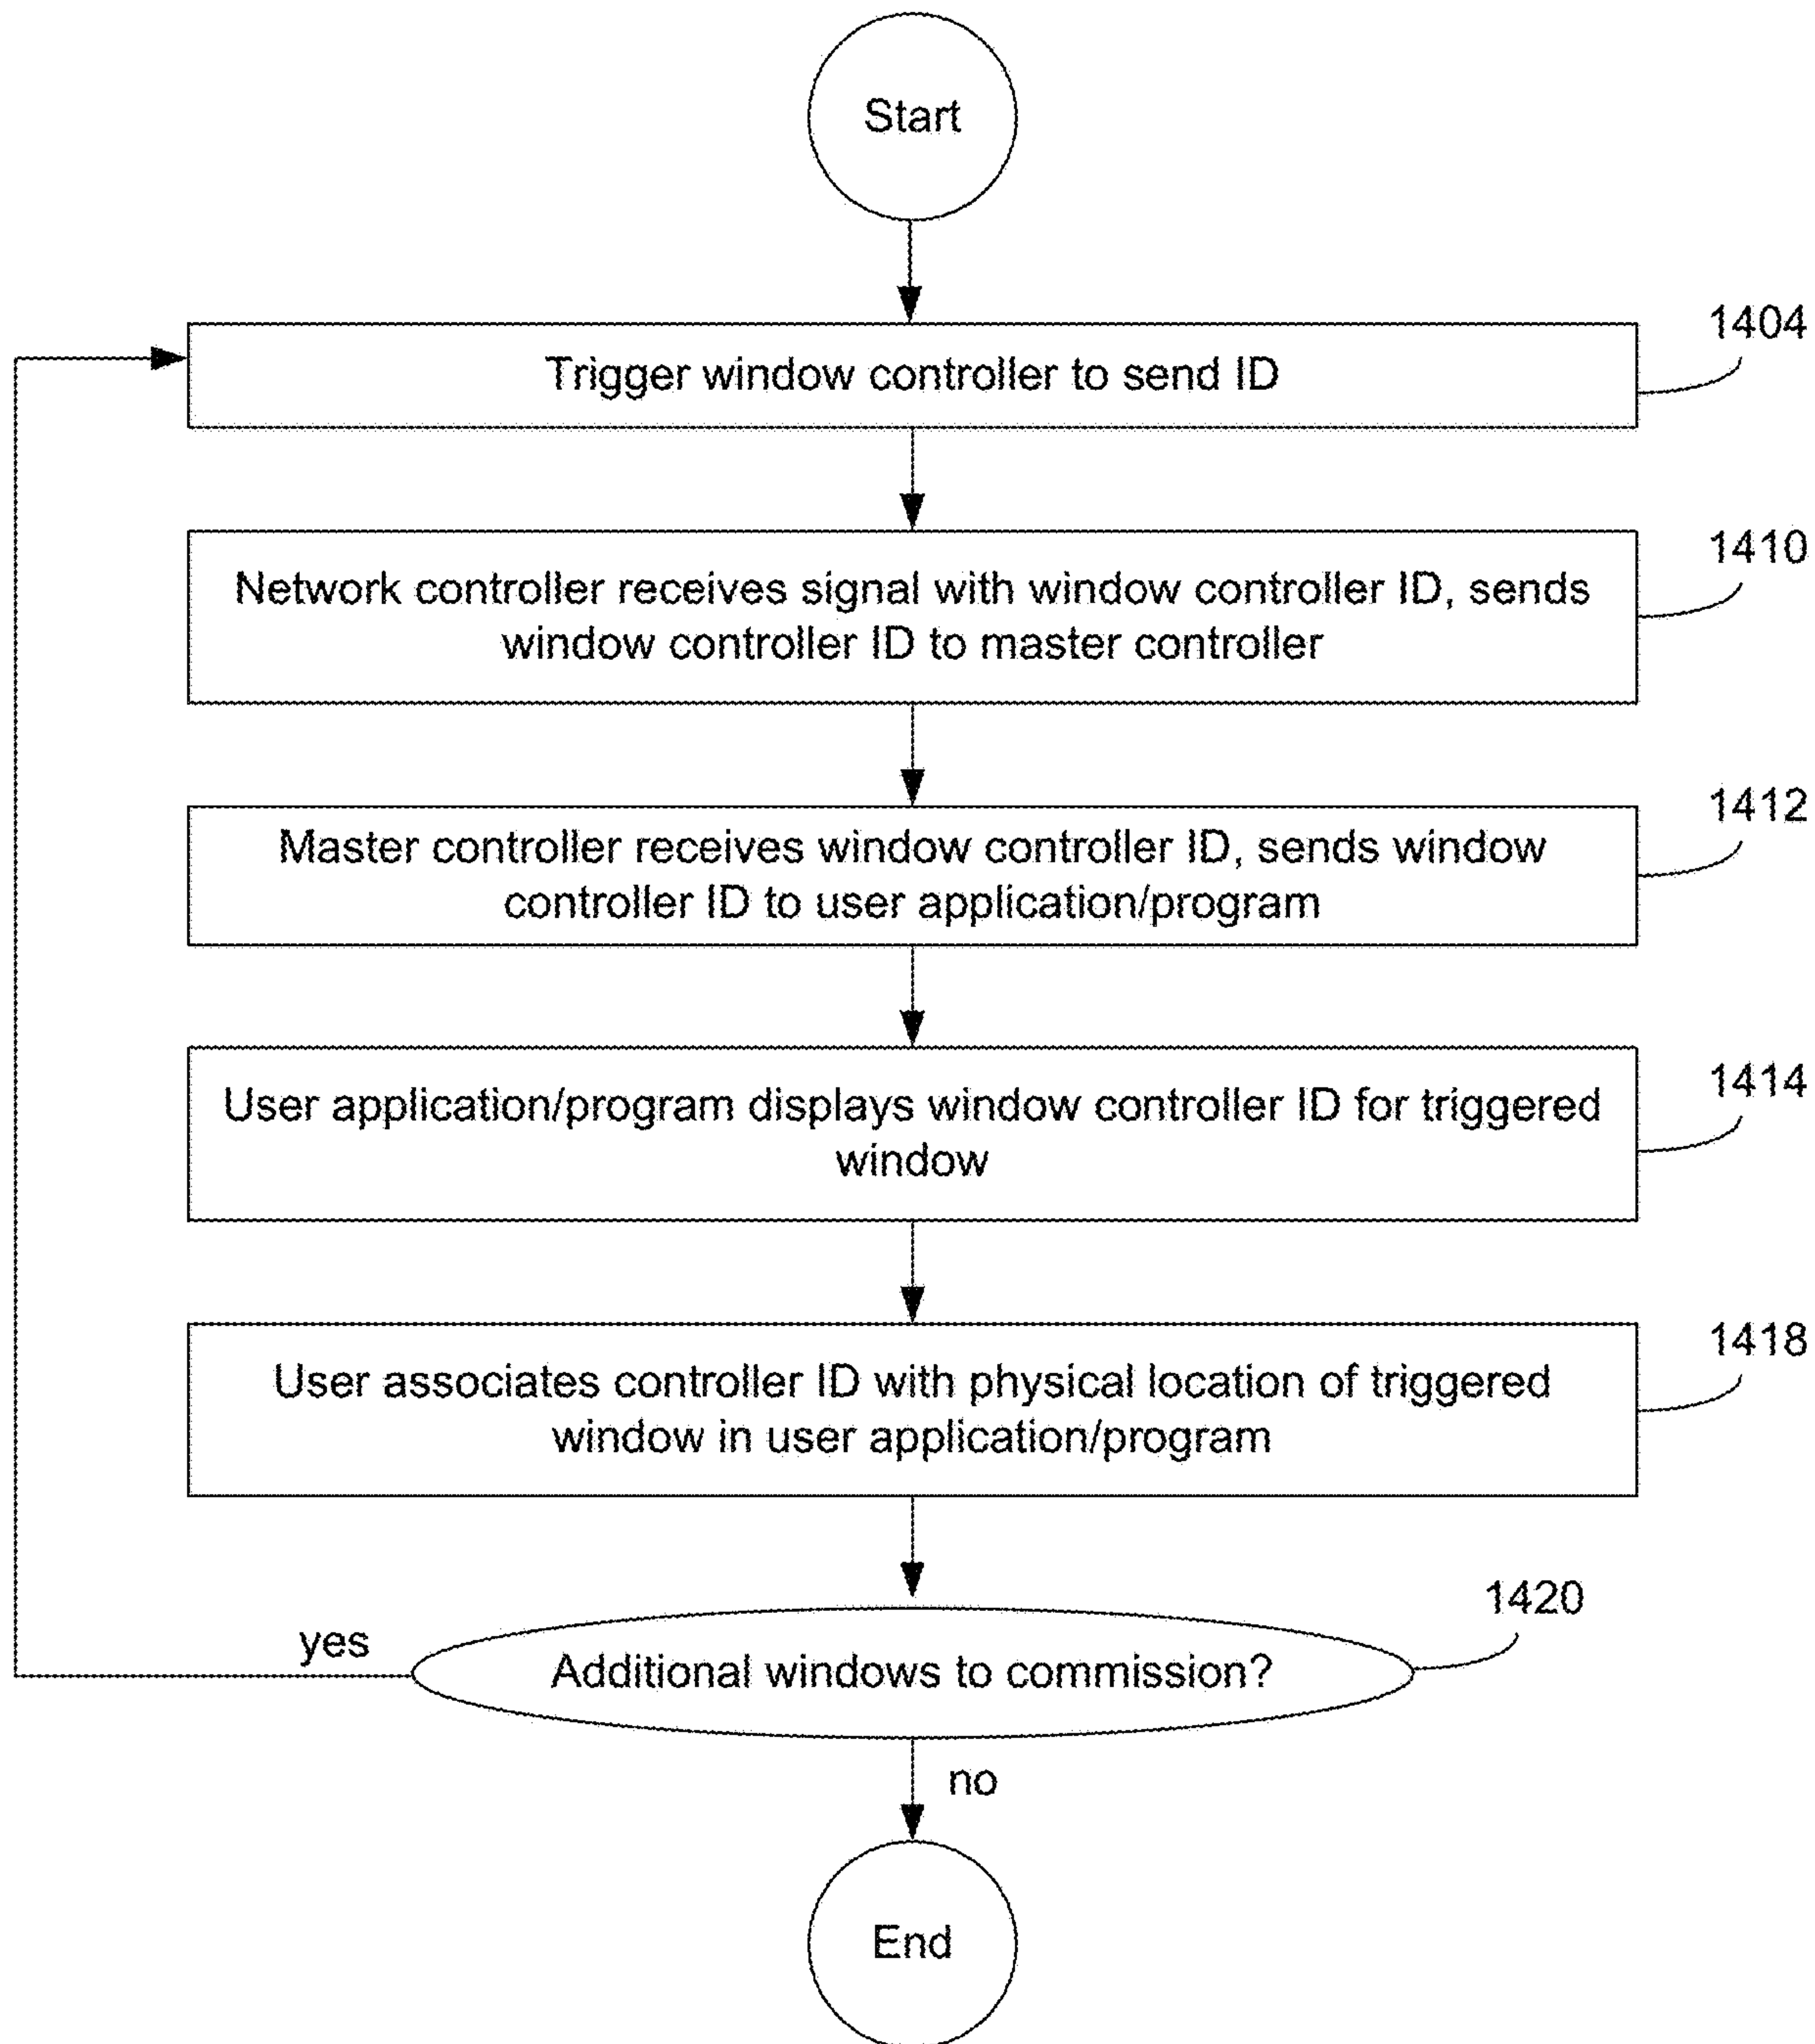 Start
1404
Trigger window controller to send ID
1410
Network controller receives signal with window controller ID, sends
window controller ID to master controller
1412
Master controller receives window controller ID, sends window
controller ID to user application/program
1414
User application/program displays window controller ID for triggered
window
1418
User associates controller ID with physical location of triggered
window in user application/program
1420
yes
Additional windows to commission?
no
End